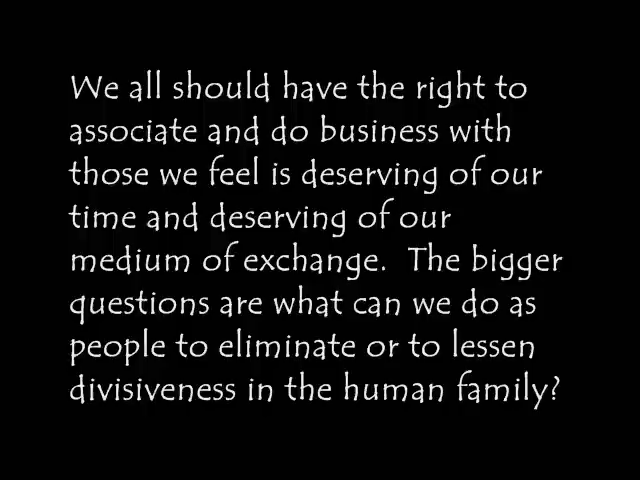 We all should have the right to
associate and do business with
those we feel is deserving of our
time and deserving of our
medium of exchange. The bigger
questions are what can we do as
people to eliminate or to lessen
divisiveness in the human family?